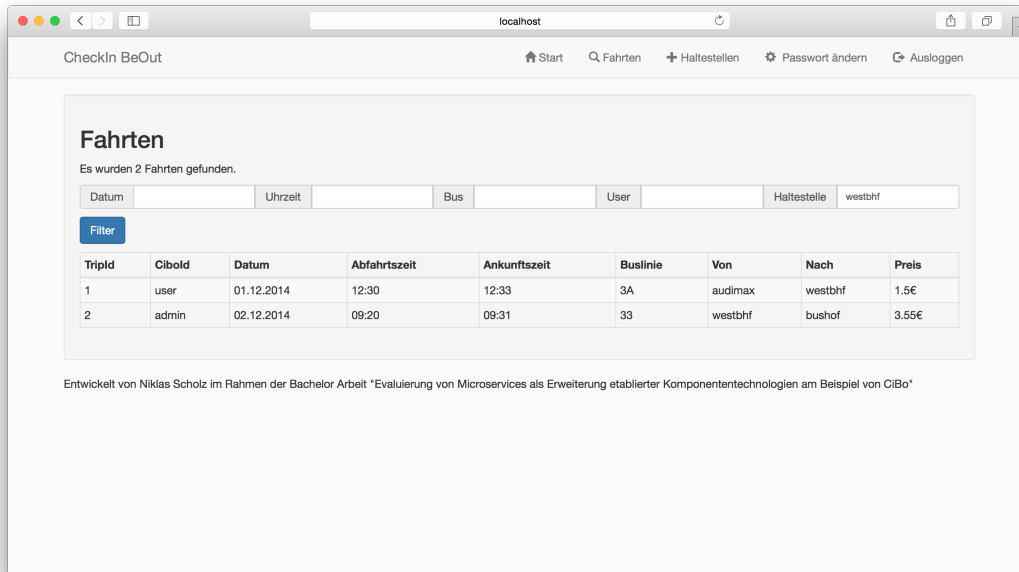 localhost
CheckIn BeOut Start Fahrten Haltestellen Passwort ändern Ausloggen
Fahrten
Es wurden 2 Fahrten gefunden.
Datum Uhrzeit Bus User Haltestelle westbhf
Filter
TripId CiboId Datum Abfahrtszeit Ankunftszeit Buslinie Von Nach Preis
1 user 01.12.2014 12:30 12:33 3A audimax westbhf 1.5€
2 admin 02.12.2014 09:20 09:31 33 westbhf bushof 3.55€
Entwickelt von Niklas Scholz im Rahmen der Bachelor Arbeit "Evaluierung von Microservices als Erweiterung etablierter Komponententechnologien am Beispiel von CiBo"